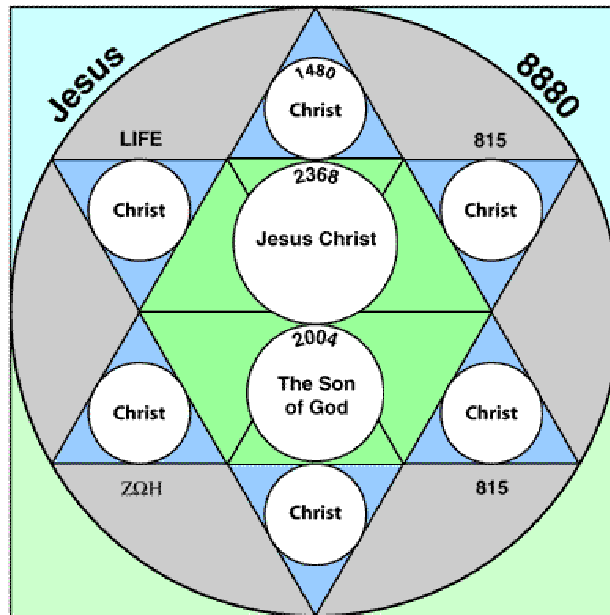 Jesus
8880
1480
Christ
LIFE
815
2368
Christ
Jesus Christ
Christ
2004
The Son
of God
Christ
Christ
ΖΩΗ
815
Christ